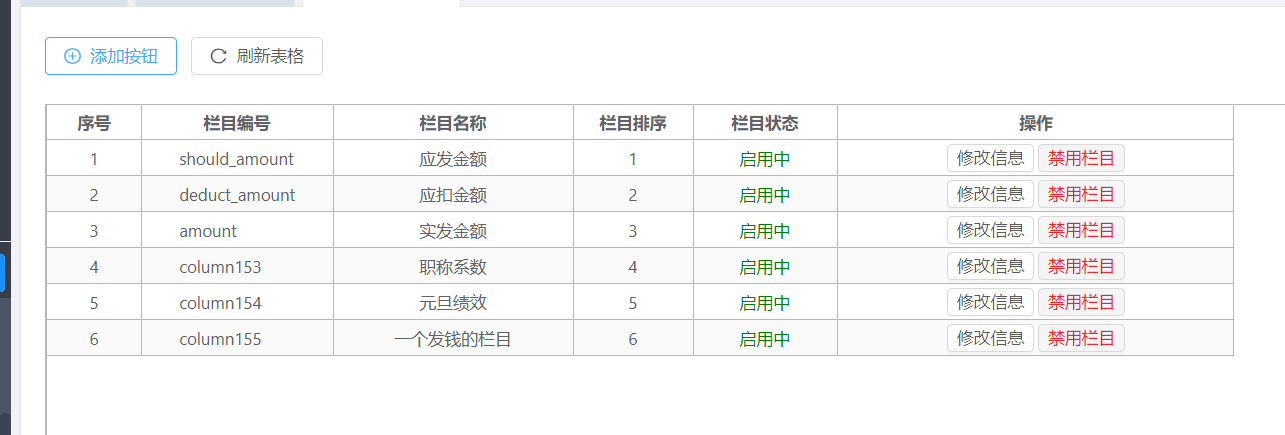 添加按钮 刷新表格
序号 栏目编号 栏目名称 栏目排序 栏目状态 操作
1 should_amount 应发金额 1 启用中 修改信息 禁用栏目
2 deduct_amount 应扣金额 2 启用中 修改信息 禁用栏目
3 amount 实发金额 3 启用中 修改信息 禁用栏目
4 column153 职称系数 4 启用中 修改信息 禁用栏目
5 column154 元旦绩效 5 启用中 修改信息 禁用栏目
6 column155 一个发钱的栏目 6 启用中 修改信息 禁用栏目